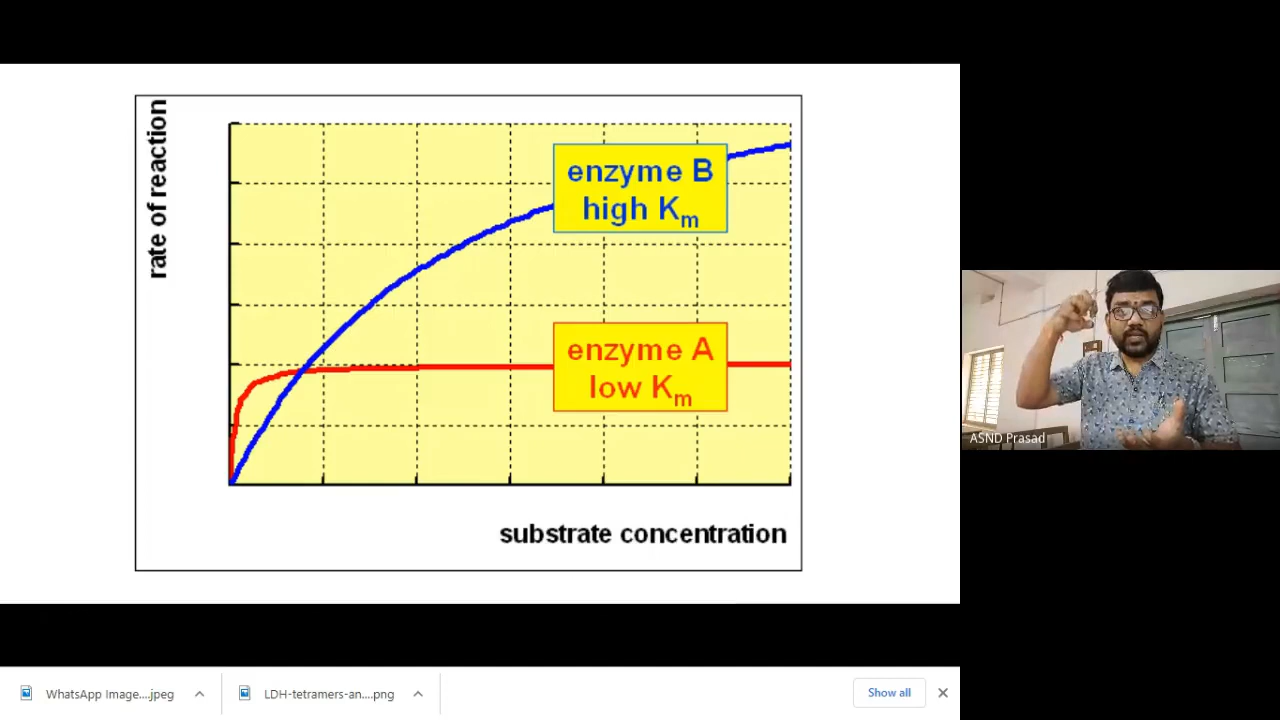 rate of reaction
enzyme B
high Km
enzyme A
low Km
substrate concentration
ASND Prasad
WhatsApp Image....jpeg
LDH-tetramers-an....png
Show all